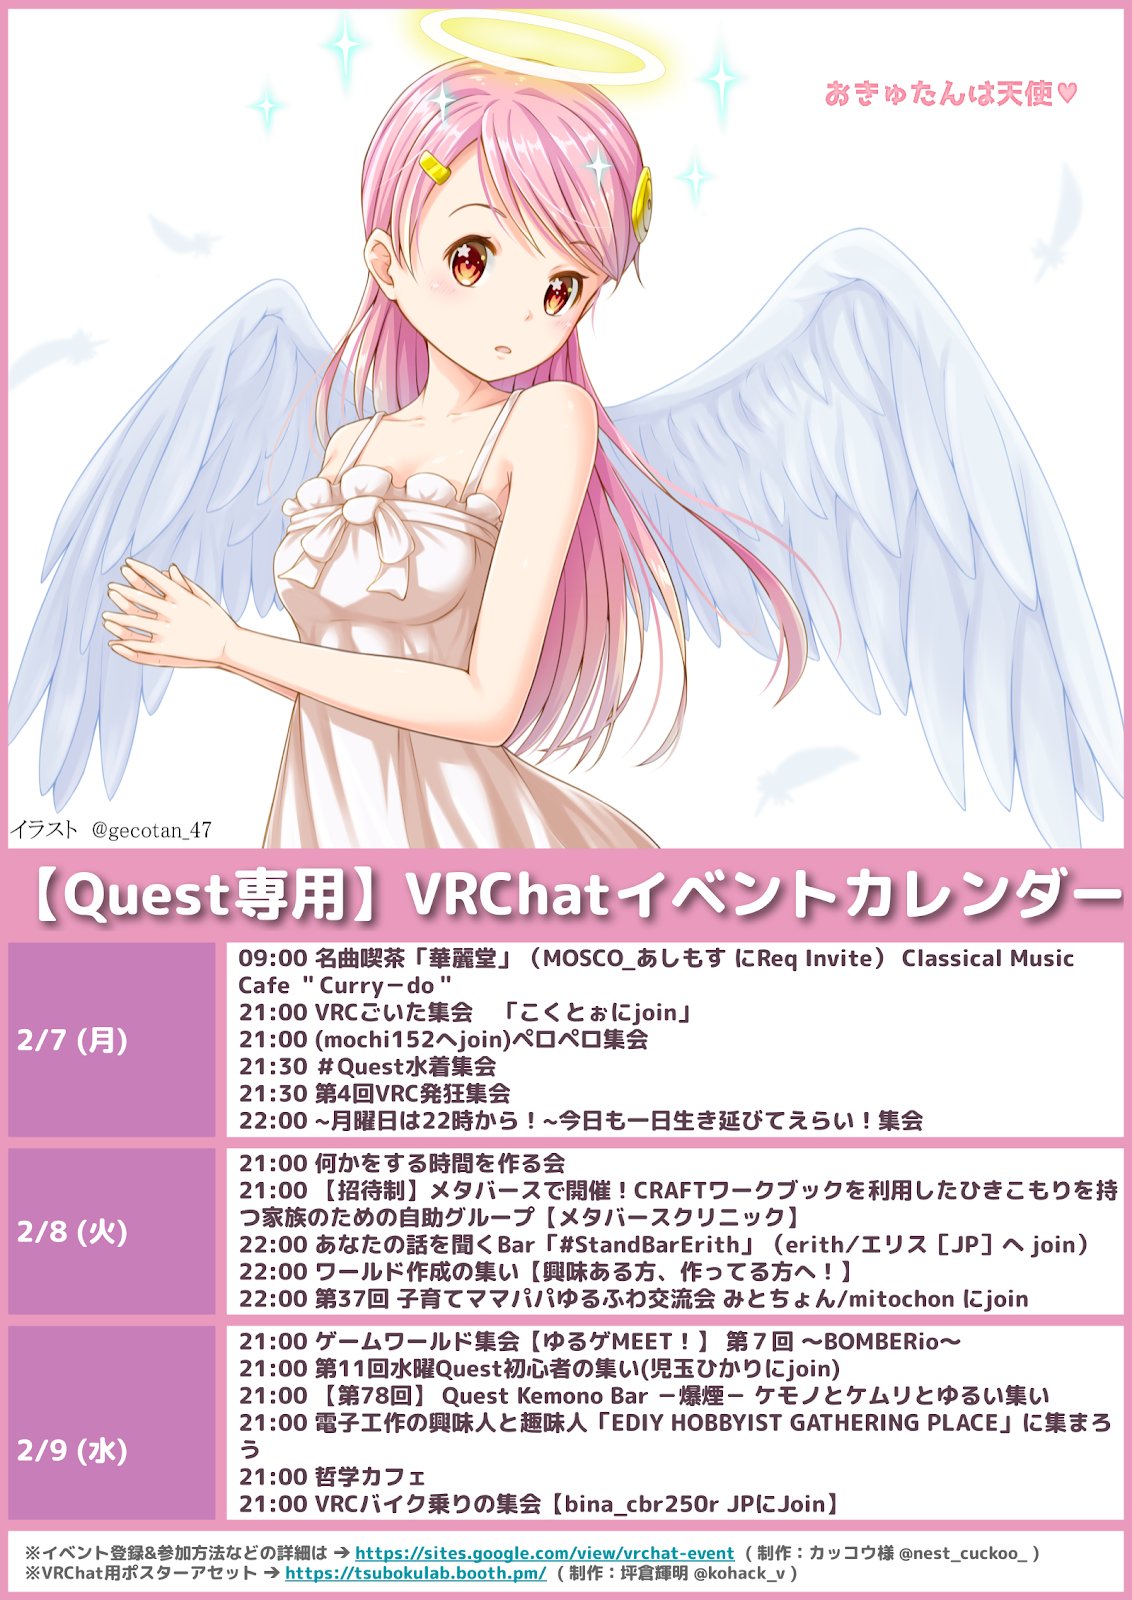 おきゅたんは天使♥
イラスト @gecotan_47
【Quest専用】VRChatイベントカレンダー
2/7 (月)
09:00 名曲喫茶「華麗堂」（MOSCO_あしもす にReq Invite） Classical Music
Cafe ＂Curryーdo＂
21:00 VRCごいた集会　「こくとぉにjoin」
21:00 (mochi152へjoin)ペロペロ集会
21:30 ＃Quest水着集会
21:30 第4回VRC発狂集会
22:00 ~月曜日は22時から！~今日も一日生き延びてえらい！集会
2/8 (火)
21:00 何かをする時間を作る会
21:00 【招待制】メタバースで開催！CRAFTワークブックを利用したひきこもりを持
つ家族のための自助グループ【メタバースクリニック】
22:00 あなたの話を聞くBar「#StandBarErith」（erith/エリス［JP］へ join）
22:00 ワールド作成の集い【興味ある方、作ってる方へ！】
22:00 第37回 子育てママパパゆるふわ交流会 みとちょん/mitochon にjoin
2/9 (水)
21:00 ゲームワールド集会【ゆるゲMEET！】 第７回 〜BOMBERio〜
21:00 第11回水曜Quest初心者の集い(児玉ひかりにjoin)
21:00 【第78回】 Quest Kemono Bar －爆煙－ ケモノとケムリとゆるい集い
21:00 電子工作の興味人と趣味人「EDIY HOBBYIST GATHERING PLACE」に集まろ
う
21:00 哲学カフェ
21:00 VRCバイク乗りの集会【bina_cbr250r JPにJoin】
※イベント登録&参加方法などの詳細は ➔ https://sites.google.com/view/vrchat-event （制作：カッコウ様 @nest_cuckoo_ ）
※VRChat用ポスターアセット ➔ https://tsubokulab.booth.pm/ （制作：坪倉輝明 @kohack_v ）